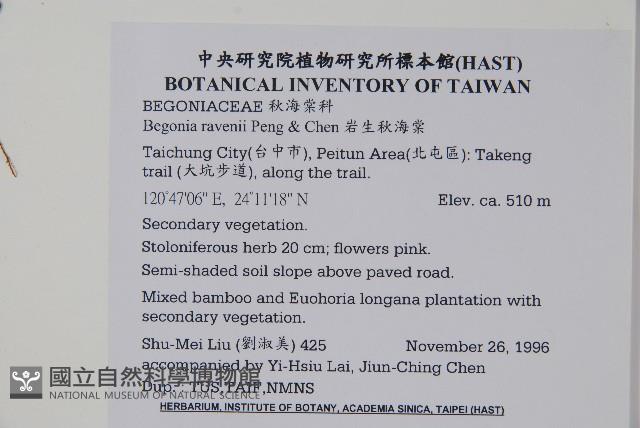 中央研究院植物研究所標本館(HAST)
BOTANICAL INVENTORY OF TAIWAN
BEGONIACEAE 秋海棠科
Begonia ravenii Peng & Chen 岩生秋海棠
Taichung City(台中市), Peitun Area(北屯區): Takeng
trail (大坑步道), along the trail.
120°47'06" E, 24°11'18" N Elev. ca. 510 m
Secondary vegetation.
Stoloniferous herb 20 cm; flowers pink.
Semi-shaded soil slope above paved road.
Mixed bamboo and Euohoria longana plantation with
secondary vegetation.
Shu-Mei Liu (劉淑美) 425 November 26, 1996
accompanied by Yi-Hsiu Lai, Jiun-Ching Chen
Dup.: TUS,TAIF,NMNS
HERBARIUM, INSTITUTE OF BOTANY, ACADEMIA SINICA, TAIPEI (HAST)
國立自然科學博物館
NATIONAL MUSEUM OF NATURAL SCIENCE